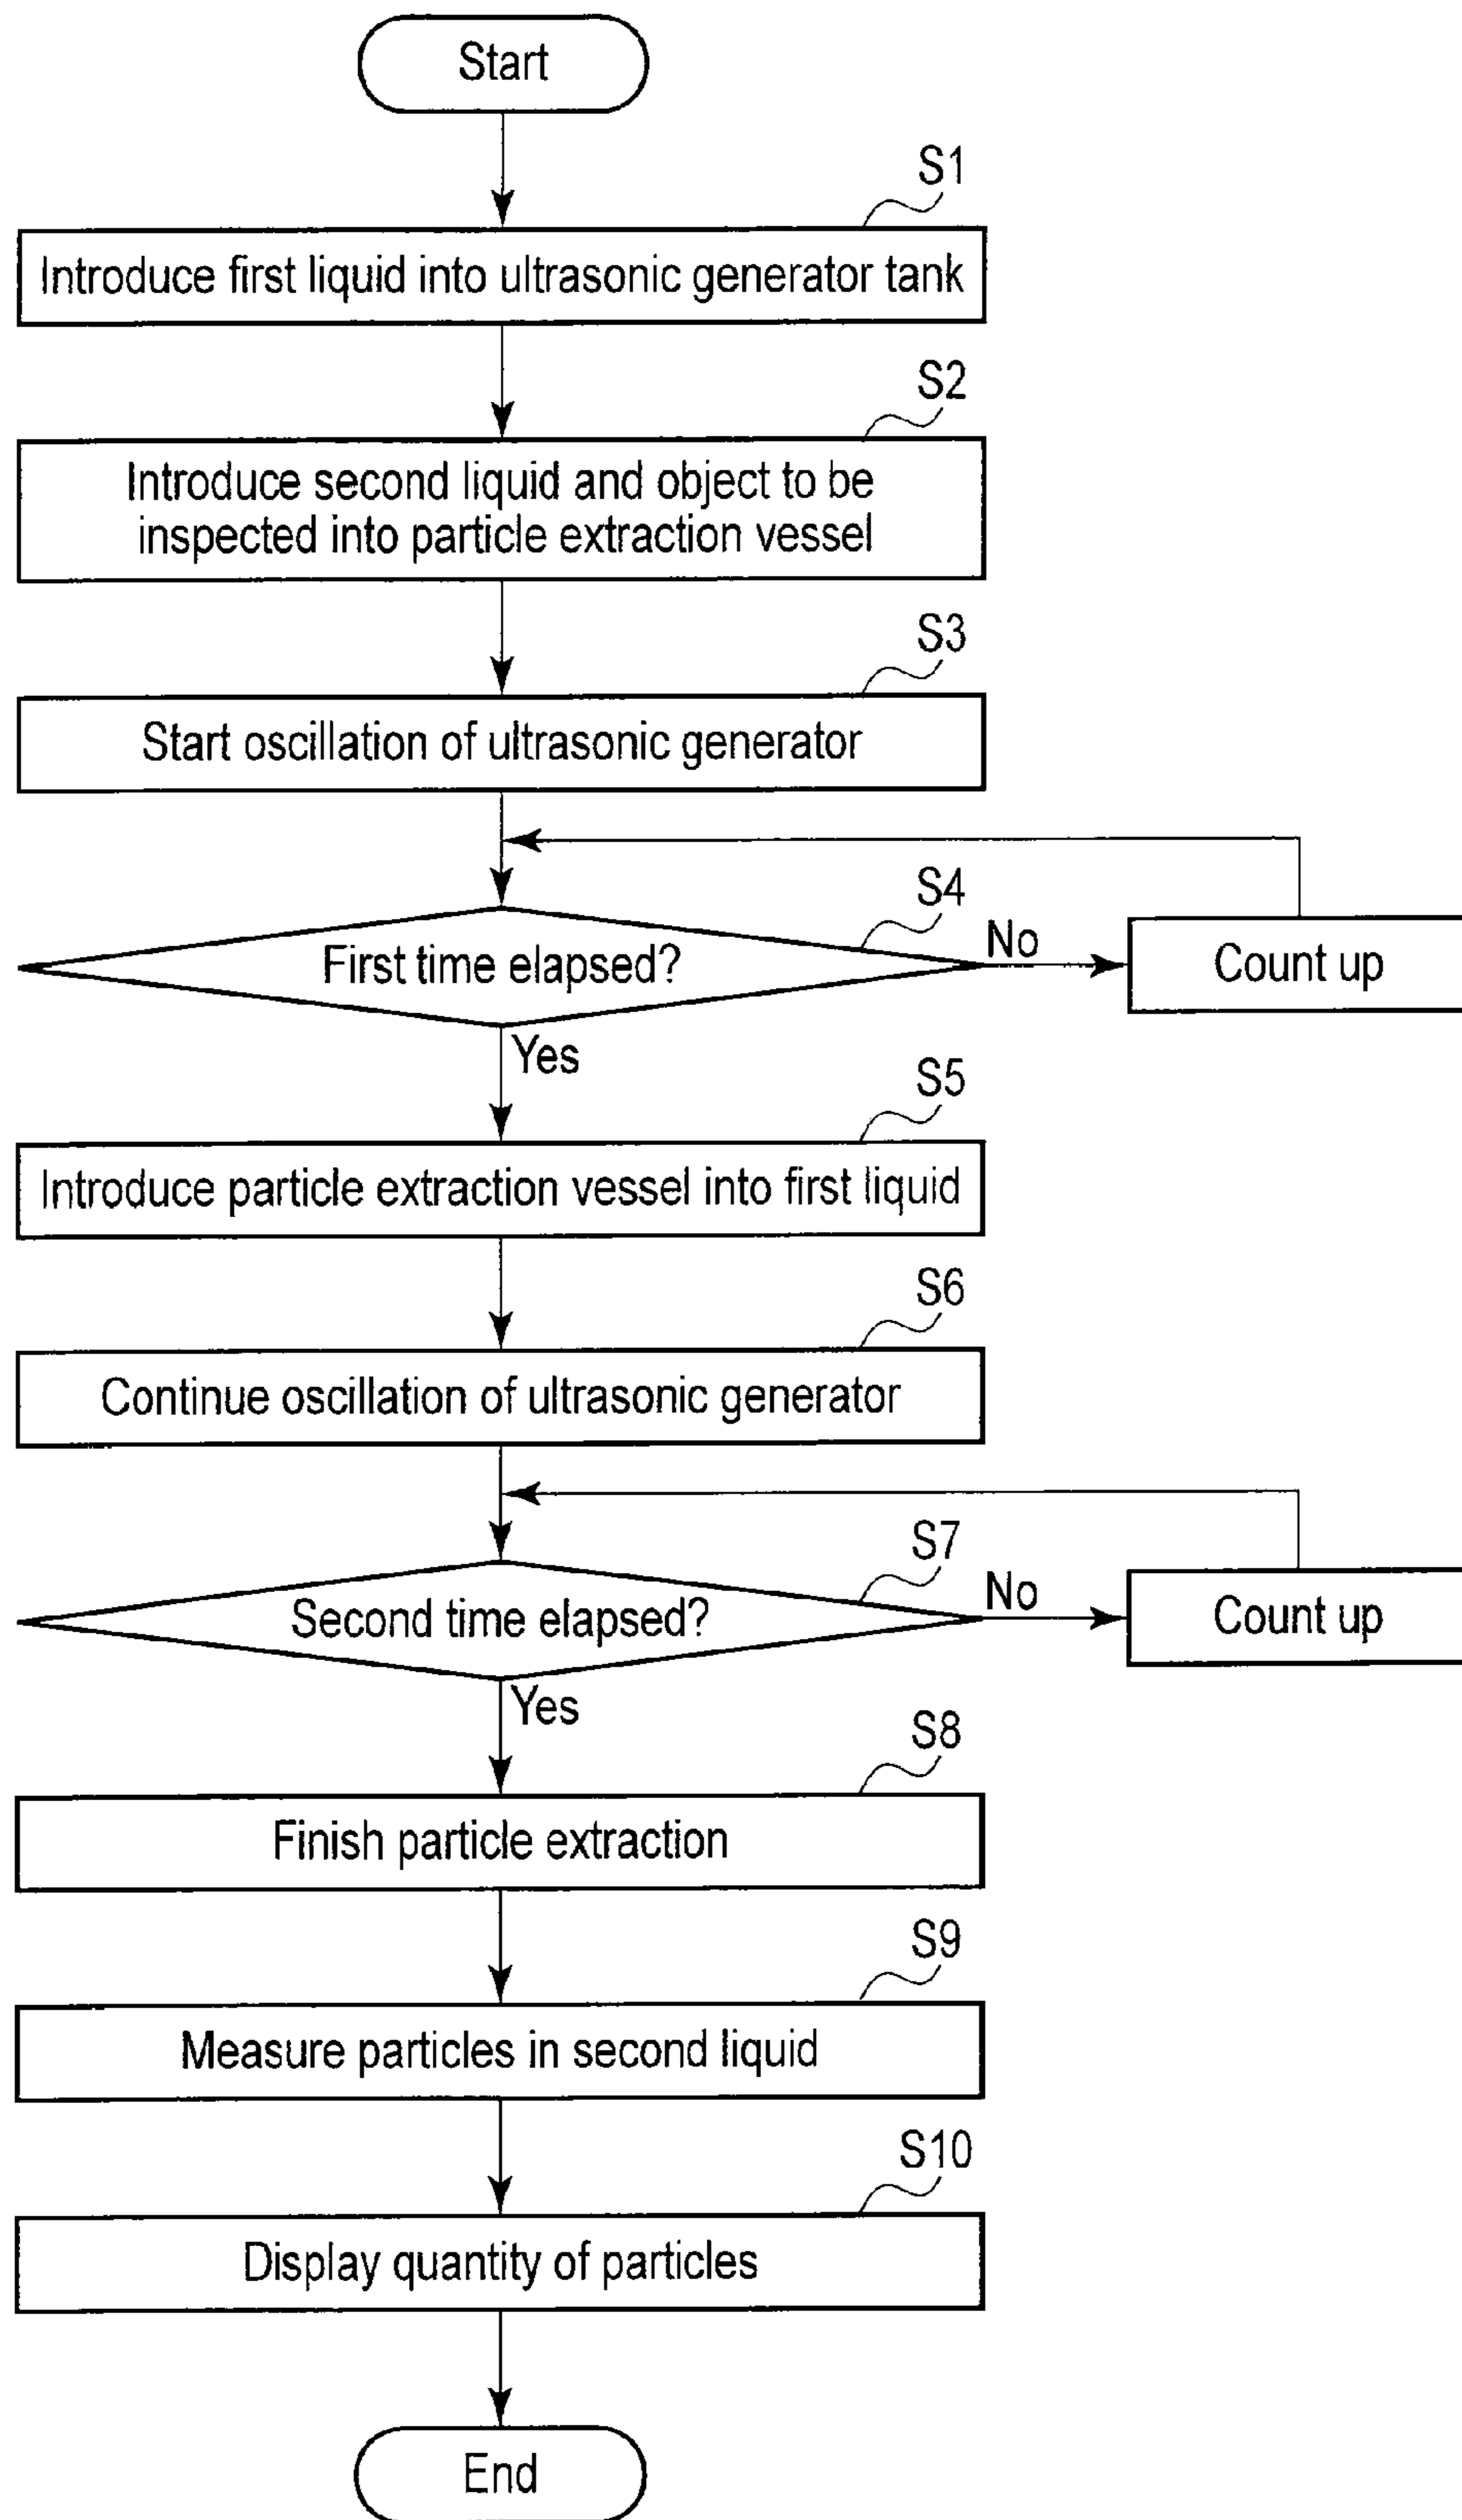 Start
S1
Introduce first liquid into ultrasonic generator tank
S2
Introduce second liquid and object to be
inspected into particle extraction vessel
S3
Start oscillation of ultrasonic generator
S4
First time elapsed?
No
Count up
Yes
S5
Introduce particle extraction vessel into first liquid
S6
Continue oscillation of ultrasonic generator
S7
Second time elapsed?
No
Count up
Yes
S8
Finish particle extraction
S9
Measure particles in second liquid
S10
Display quantity of particles
End